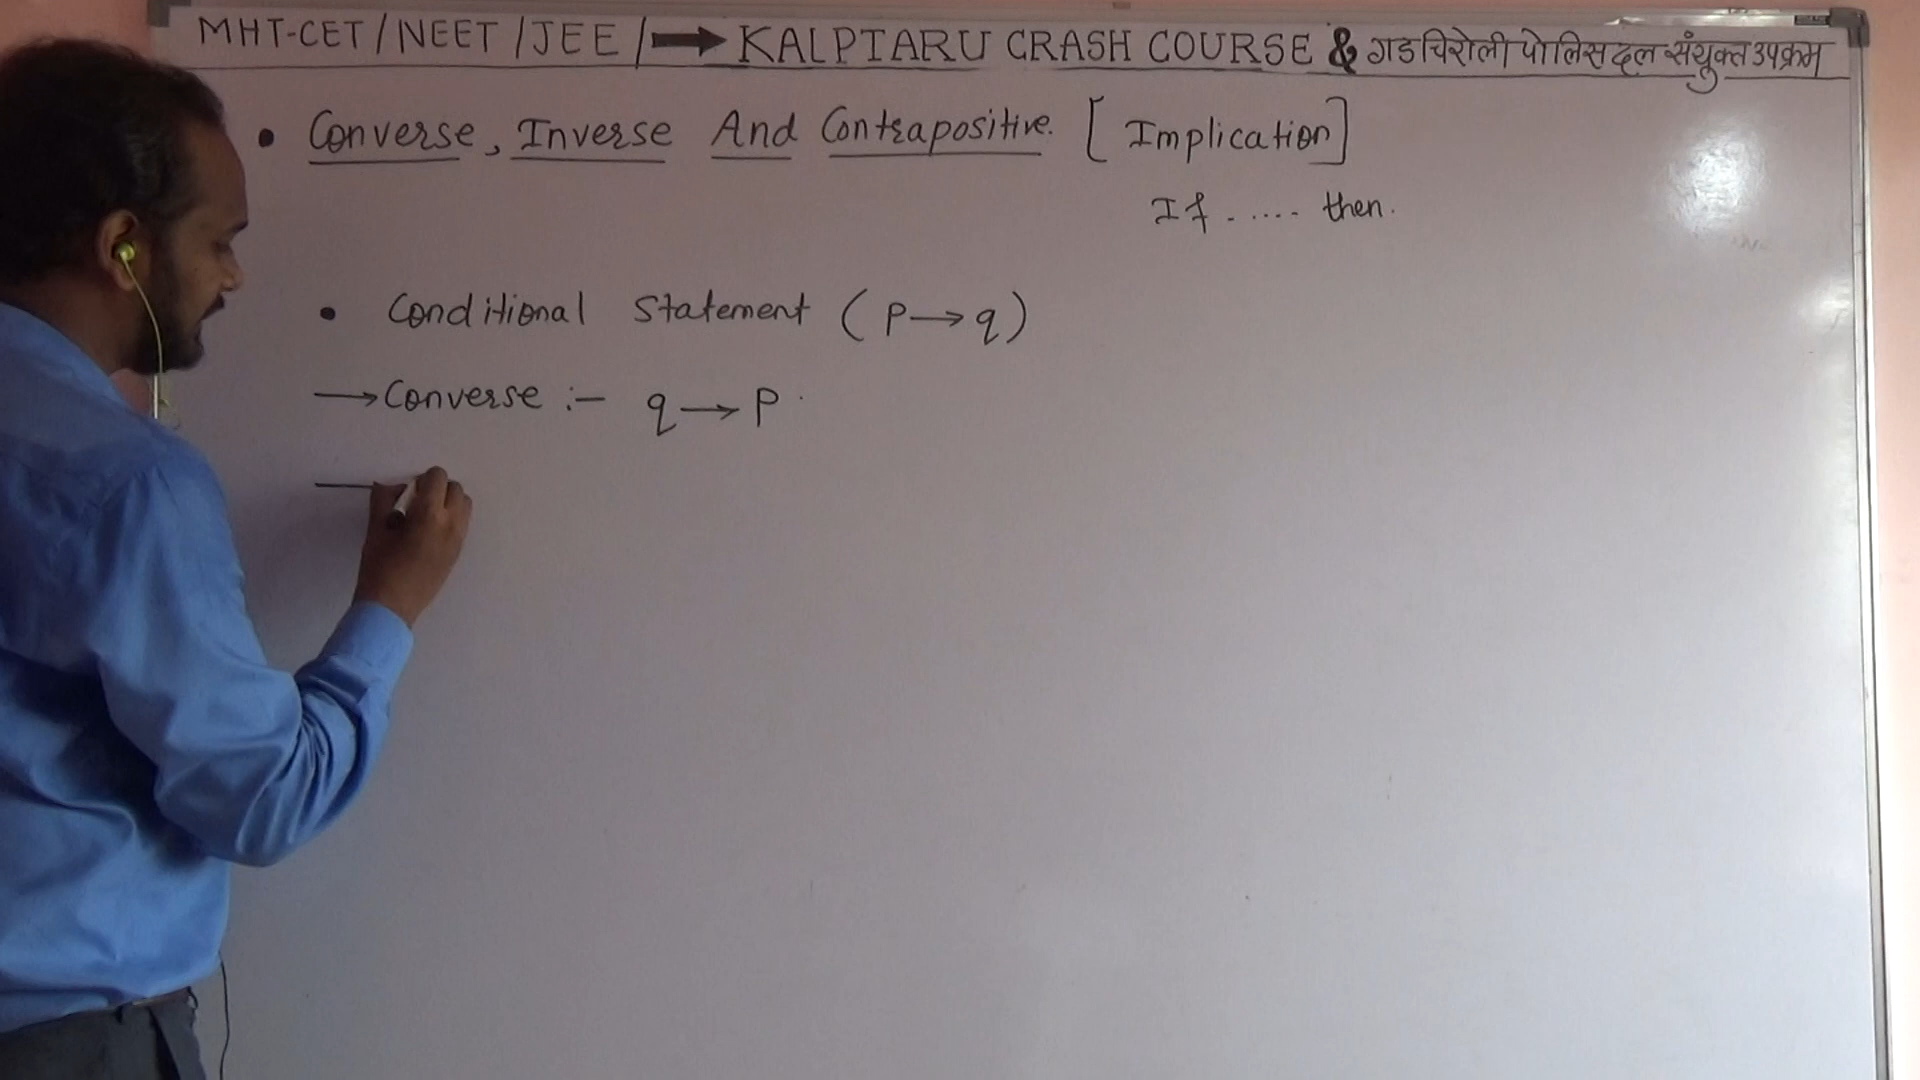 MHT-CET / NEET / JEE / ➡ KALPTARU CRASH COURSE & गडचिरोली पोलिस दल संयुक्त उपक्रम
• Converse, Inverse And Contrapositive. [Implication]
If ..... then.
• Conditional Statement (p → q)
→ Converse :- q → p